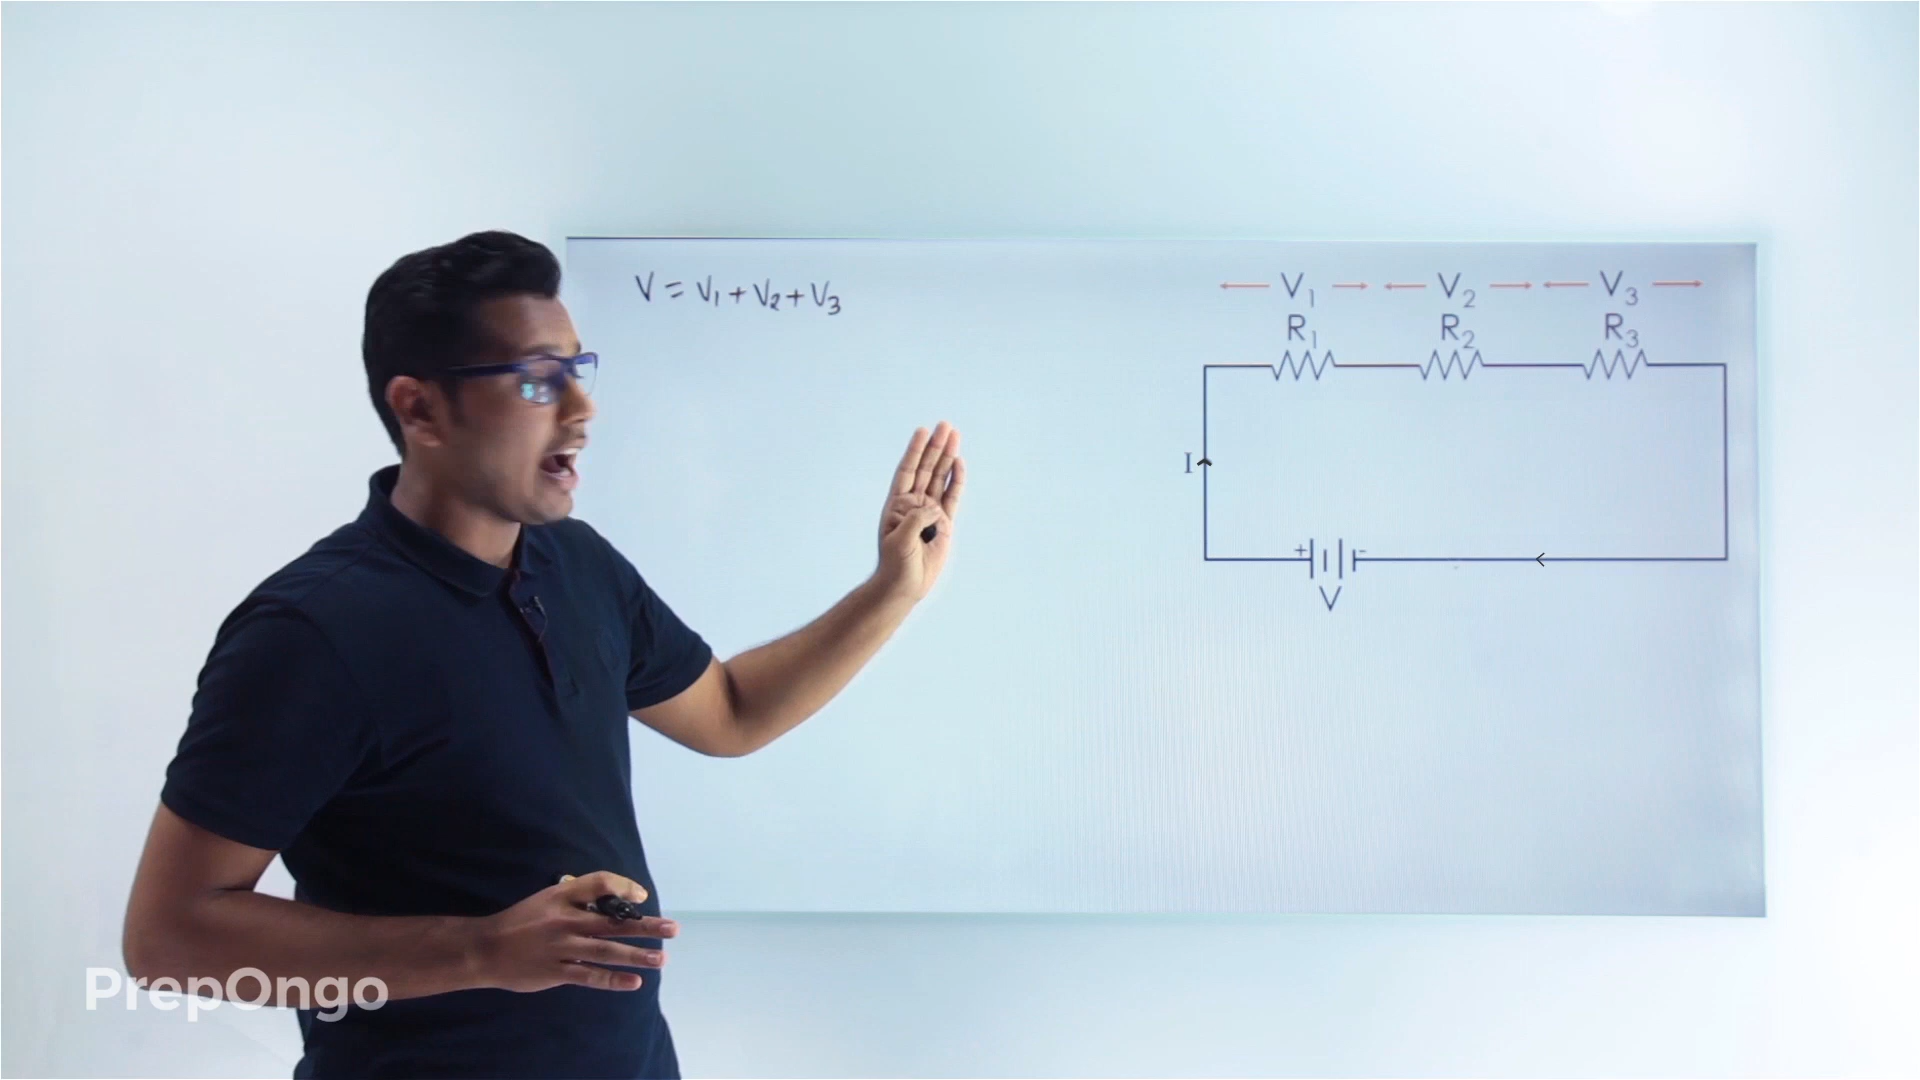 V = V₁ + V₂ + V₃
V₁ V₂ V₃
R₁ R₂ R₃
I
+ -
V
PrepOngo